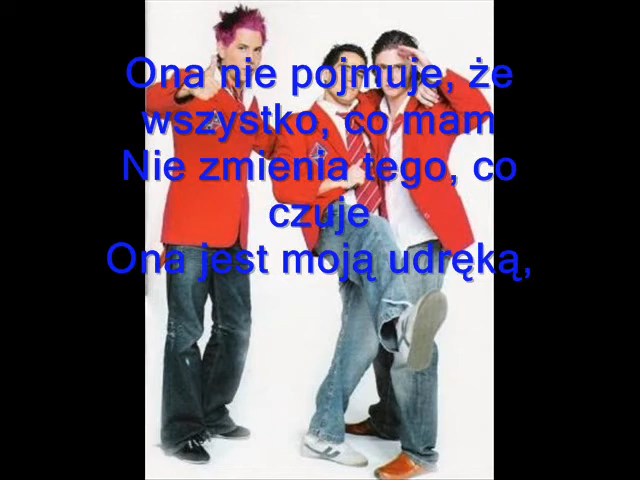 Ona nie pojmuje, że
wszystko, co mam
Nie zmienia tego, co
czuje
Ona jest moją udręką,